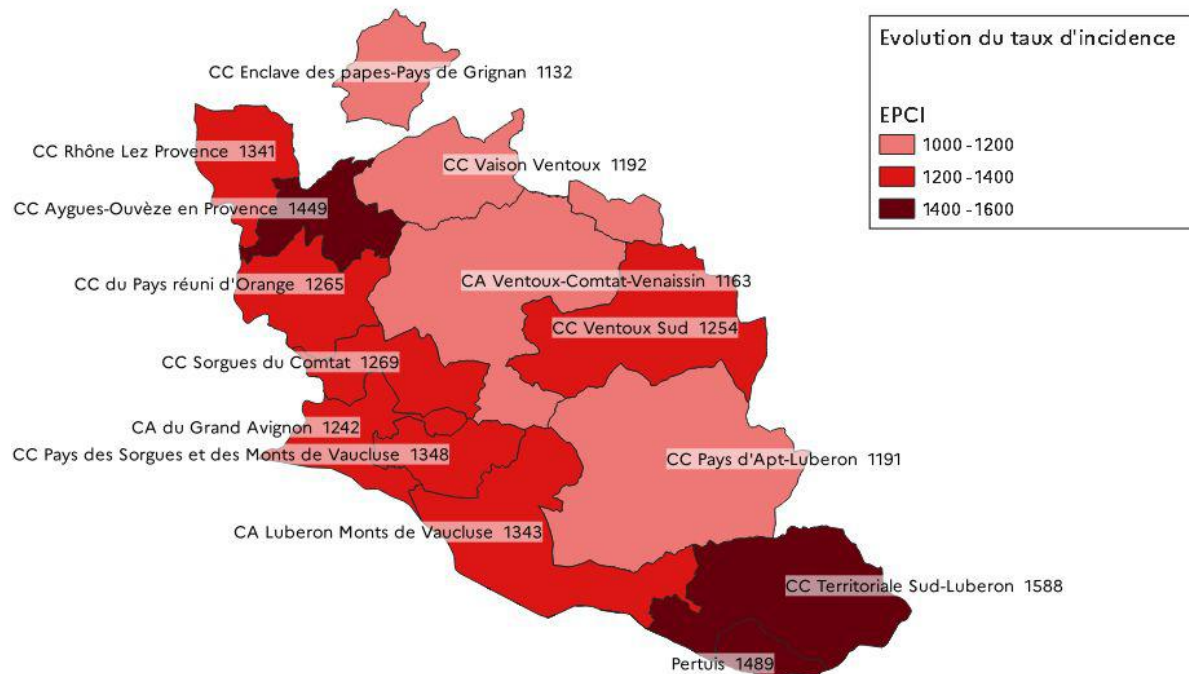 Evolution du taux d'incidence
EPCI
1000 - 1200
1200 - 1400
1400 - 1600
CC Enclave des papes-Pays de Grignan 1132
CC Rhône Lez Provence 1341
CC Vaison Ventoux 1192
CC Aygues-Ouvèze en Provence 1449
CC du Pays réuni d'Orange 1265
CA Ventoux-Comtat-Venaissin 1163
CC Ventoux Sud 1254
CC Sorgues du Comtat 1269
CA du Grand Avignon 1242
CC Pays des Sorgues et des Monts de Vaucluse 1348
CC Pays d'Apt-Luberon 1191
CA Luberon Monts de Vaucluse 1343
CC Territoriale Sud-Luberon 1588
Pertuis 1489